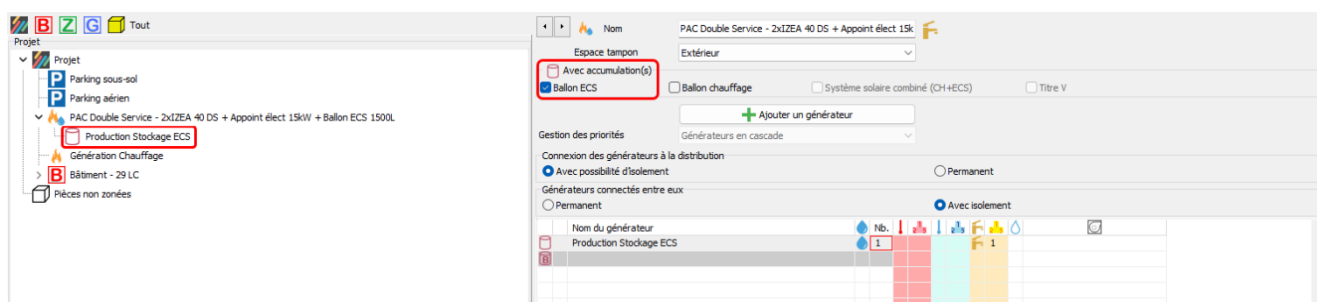 B Z G Tout
Projet
Projet
P Parking sous-sol
P Parking aérien
PAC Double Service - 2xIZEA 40 DS + Appoint élect 15kW + Ballon ECS 1500L
Production Stockage ECS
Génération Chauffage
B Bâtiment - 29 LC
Pièces non zonées
Nom PAC Double Service - 2xIZEA 40 DS + Appoint élect 15k
Espace tampon Extérieur
Avec accumulation(s)
Ballon ECS Ballon chauffage Système solaire combiné (CH+ECS) Titre V
Ajouter un générateur
Gestion des priorités Générateurs en cascade
Connexion des générateurs à la distribution
Avec possibilité d'isolement Permanent
Générateurs connectés entre eux
Permanent Avec isolement
Nom du générateur Nb.
Production Stockage ECS 1 1
B